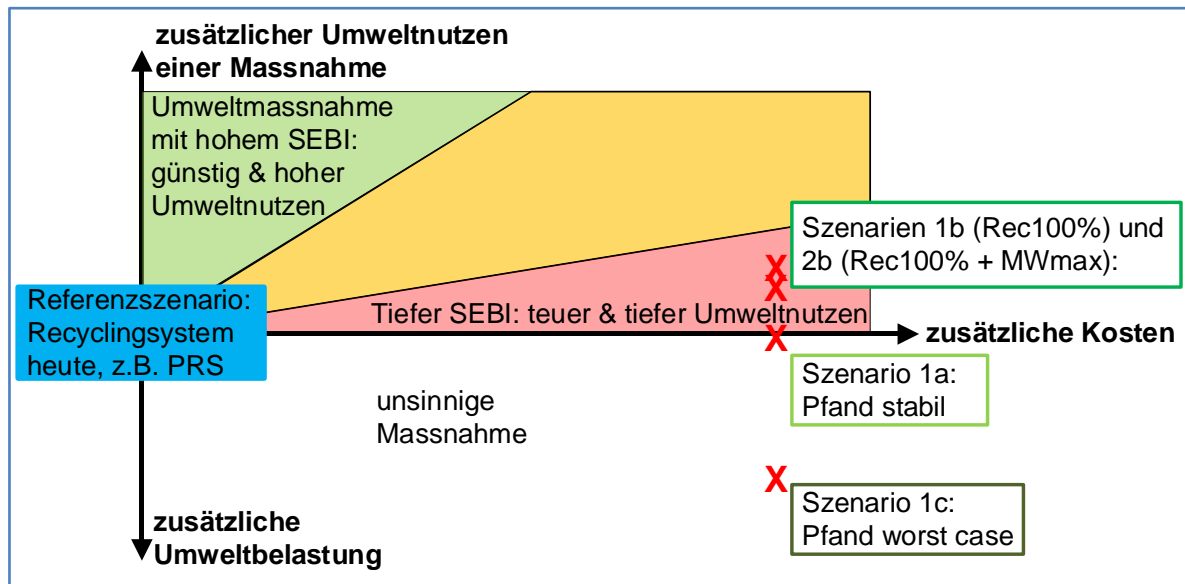 zusätzlicher Umweltnutzen
einer Massnahme
Umweltmassnahme
mit hohem SEBI:
günstig & hoher
Umweltnutzen
Szenarien 1b (Rec100%) und
2b (Rec100% + MWmax):
X
X
Referenzszenario:
Recyclingsystem
heute, z.B. PRS
Tiefer SEBI: teuer & tiefer Umweltnutzen
X
zusätzliche Kosten
Szenario 1a:
Pfand stabil
unsinnige
Massnahme
X
Szenario 1c:
Pfand worst case
zusätzliche
Umweltbelastung